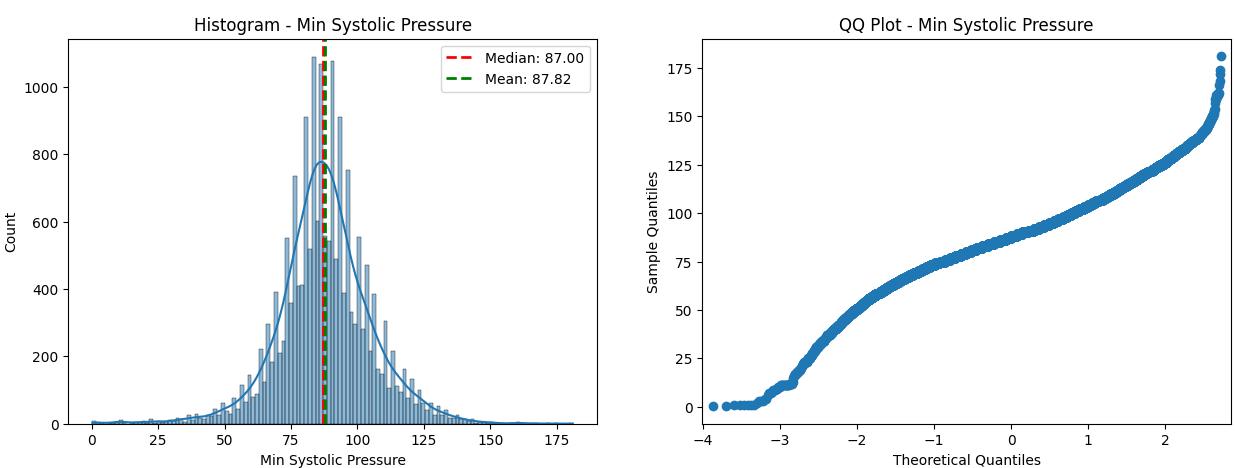 Histogram - Min Systolic Pressure
Median: 87.00
Mean: 87.82
Count
1000
800
600
400
200
0
0 25 50 75 100 125 150 175
Min Systolic Pressure
QQ Plot - Min Systolic Pressure
Sample Quantiles
175
150
125
100
75
50
25
0
−4 −3 −2 −1 0 1 2
Theoretical Quantiles